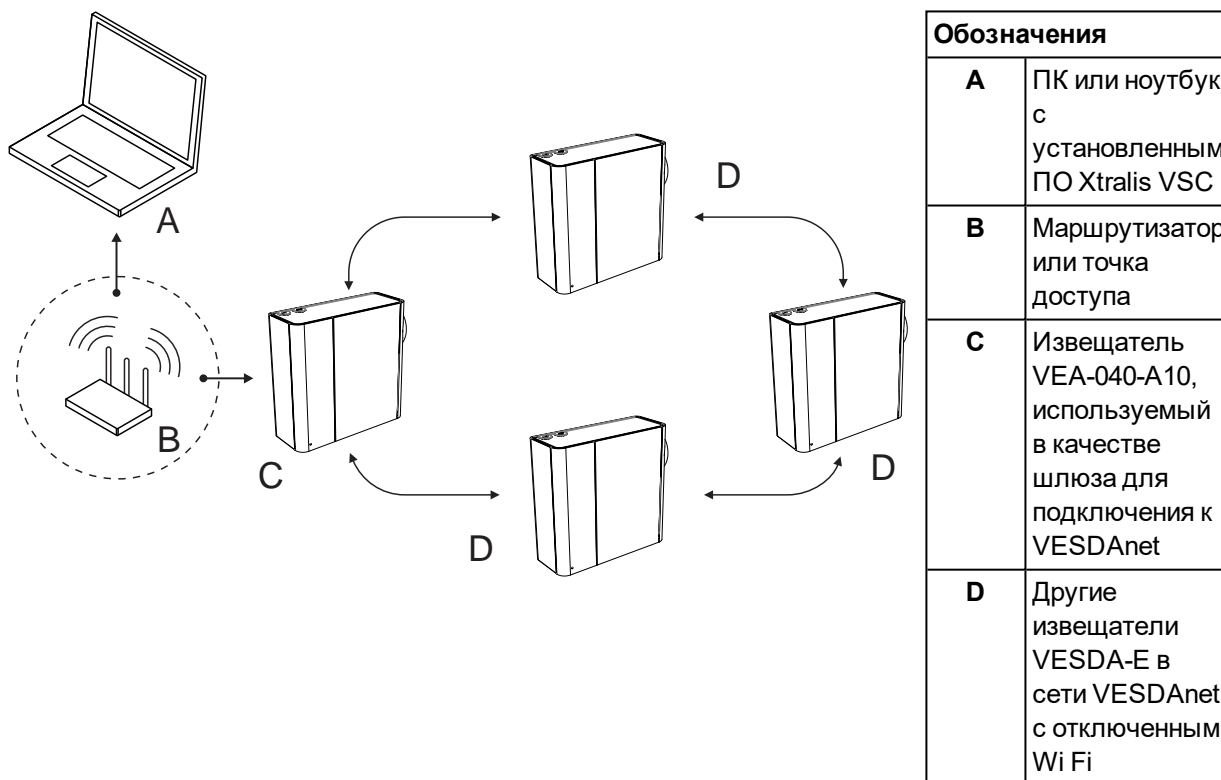 A
B
C
D
D
D
Обозначения
A
ПК или ноутбук
с
установленным
ПО Xtralis VSC
B
Маршрутизатор
или точка
доступа
C
Извещатель
VEA-040-A10,
используемый
в качестве
шлюза для
подключения к
VESDAnet
D
Другие
извещатели
VESDA-E в
сети VESDAnet
с отключенным
Wi Fi